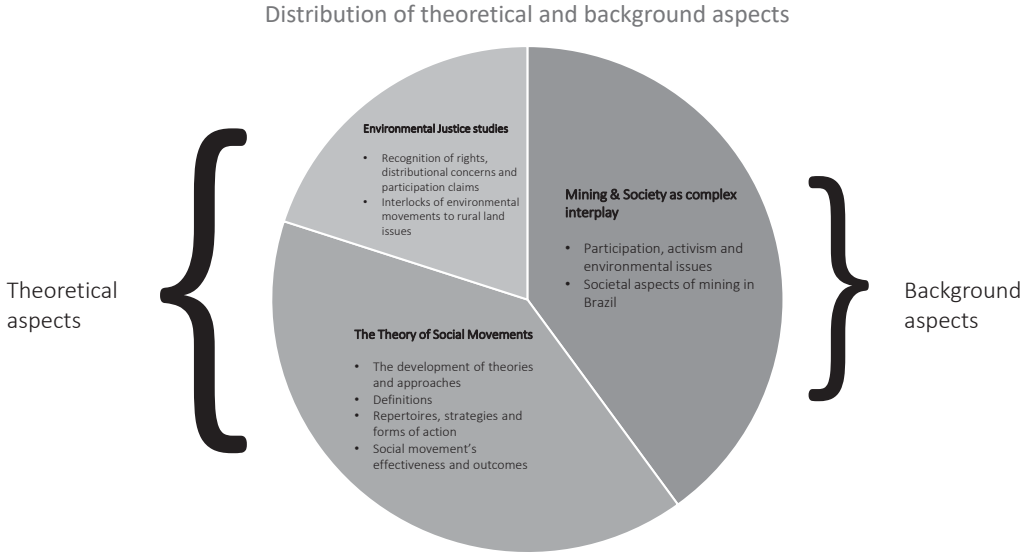 Distribution of theoretical and background aspects
Theoretical
aspects
Environmental Justice studies
• Recognition of rights,
distributional concerns and
participation claims
• Interlocks of environmental
movements to rural land
issues
The Theory of Social Movements
• The development of theories
and approaches
• Definitions
• Repertoires, strategies and
forms of action
• Social movement’s
effectiveness and outcomes
Mining & Society as complex
interplay
• Participation, activism and
environmental issues
• Societal aspects of mining in
Brazil
Background
aspects